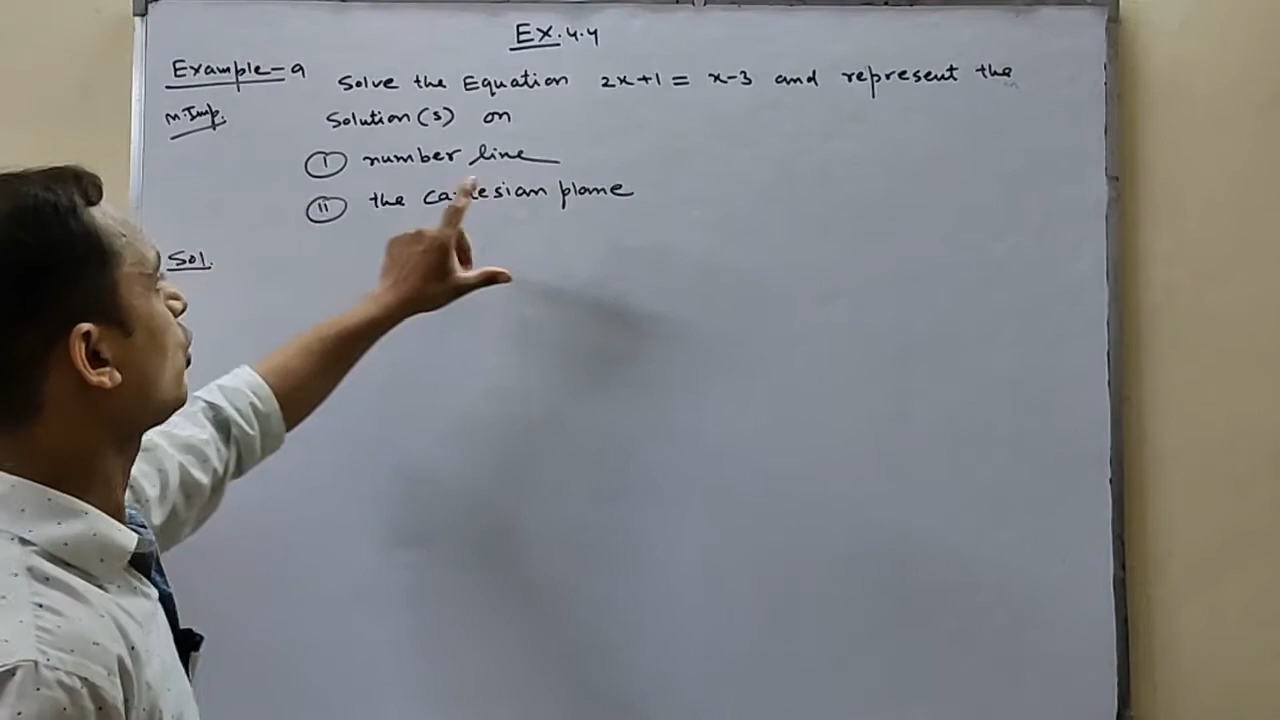 Ex. 4.4
Example-9 Solve the Equation 2x+1 = x-3 and represent the
M.Imp. Solution(s) on
(i) number line
(ii) the cartesian plane
Sol.